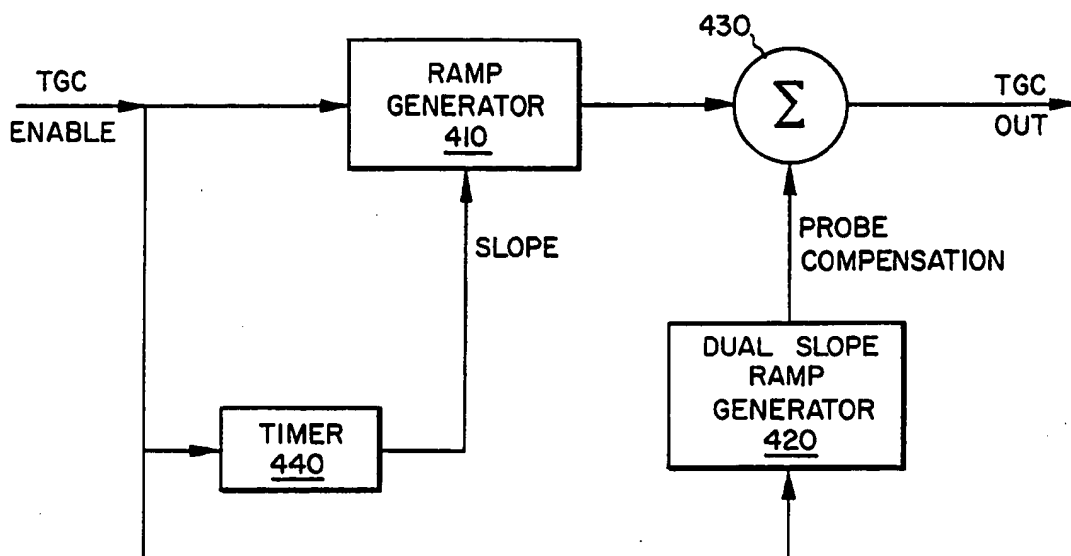 430
TGC
ENABLE
RAMP
GENERATOR
410
Σ
TGC
OUT
SLOPE
PROBE
COMPENSATION
DUAL SLOPE
RAMP
GENERATOR
420
TIMER
440